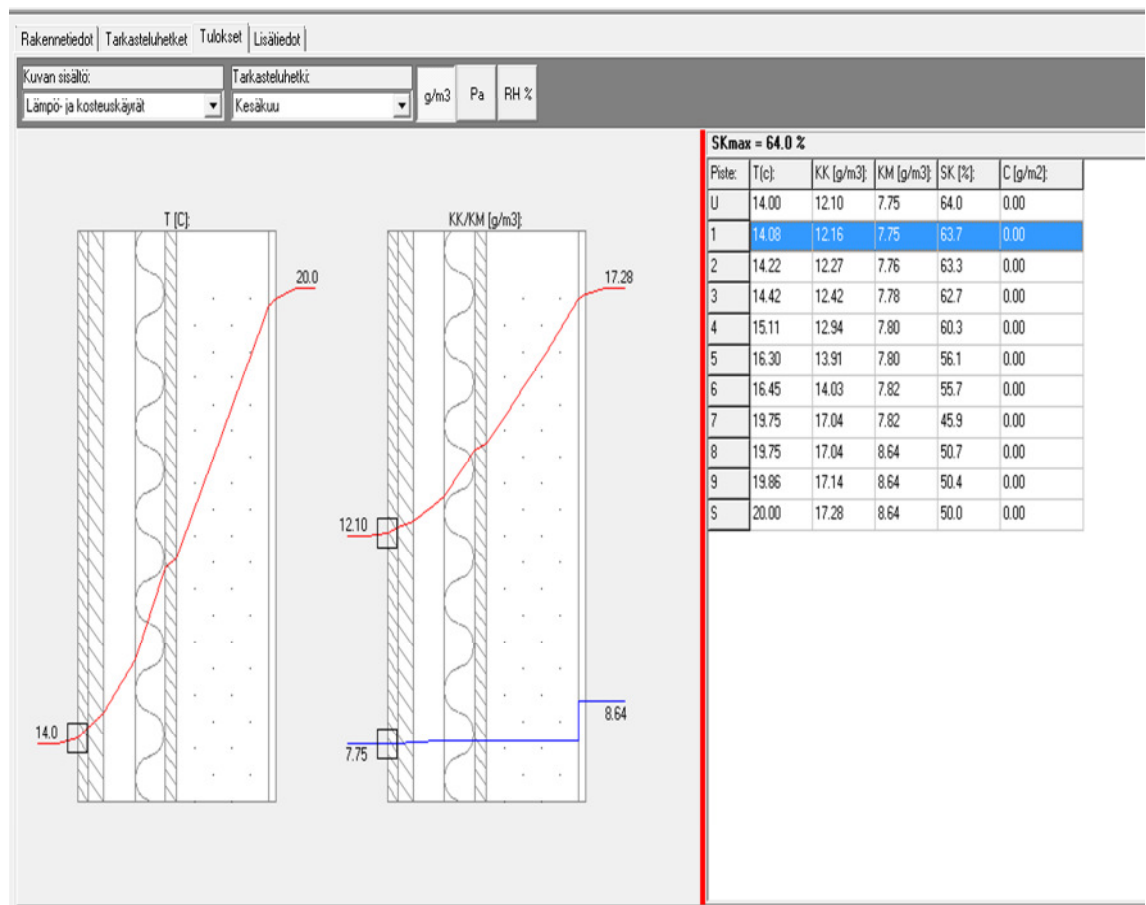 Rakennetiedot Tarkasteluhetket Tulokset Lisätiedot
Kuvan sisältö: Tarkasteluhetki:
Lämpö- ja kosteuskäyrät Kesäkuu g/m3 Pa RH %
SKmax = 64.0 %
Piste: T(c): KK [g/m3]: KM [g/m3]: SK [%]: C [g/m2]:
U 14.00 12.10 7.75 64.0 0.00
1 14.08 12.16 7.75 63.7 0.00
2 14.22 12.27 7.76 63.3 0.00
3 14.42 12.42 7.78 62.7 0.00
4 15.11 12.94 7.80 60.3 0.00
5 16.30 13.91 7.80 56.1 0.00
6 16.45 14.03 7.82 55.7 0.00
7 19.75 17.04 7.82 45.9 0.00
8 19.75 17.04 8.64 50.7 0.00
9 19.86 17.14 8.64 50.4 0.00
S 20.00 17.28 8.64 50.0 0.00
T [C]:
20.0
14.0
KK/KM [g/m3]:
17.28
12.10
8.64
7.75